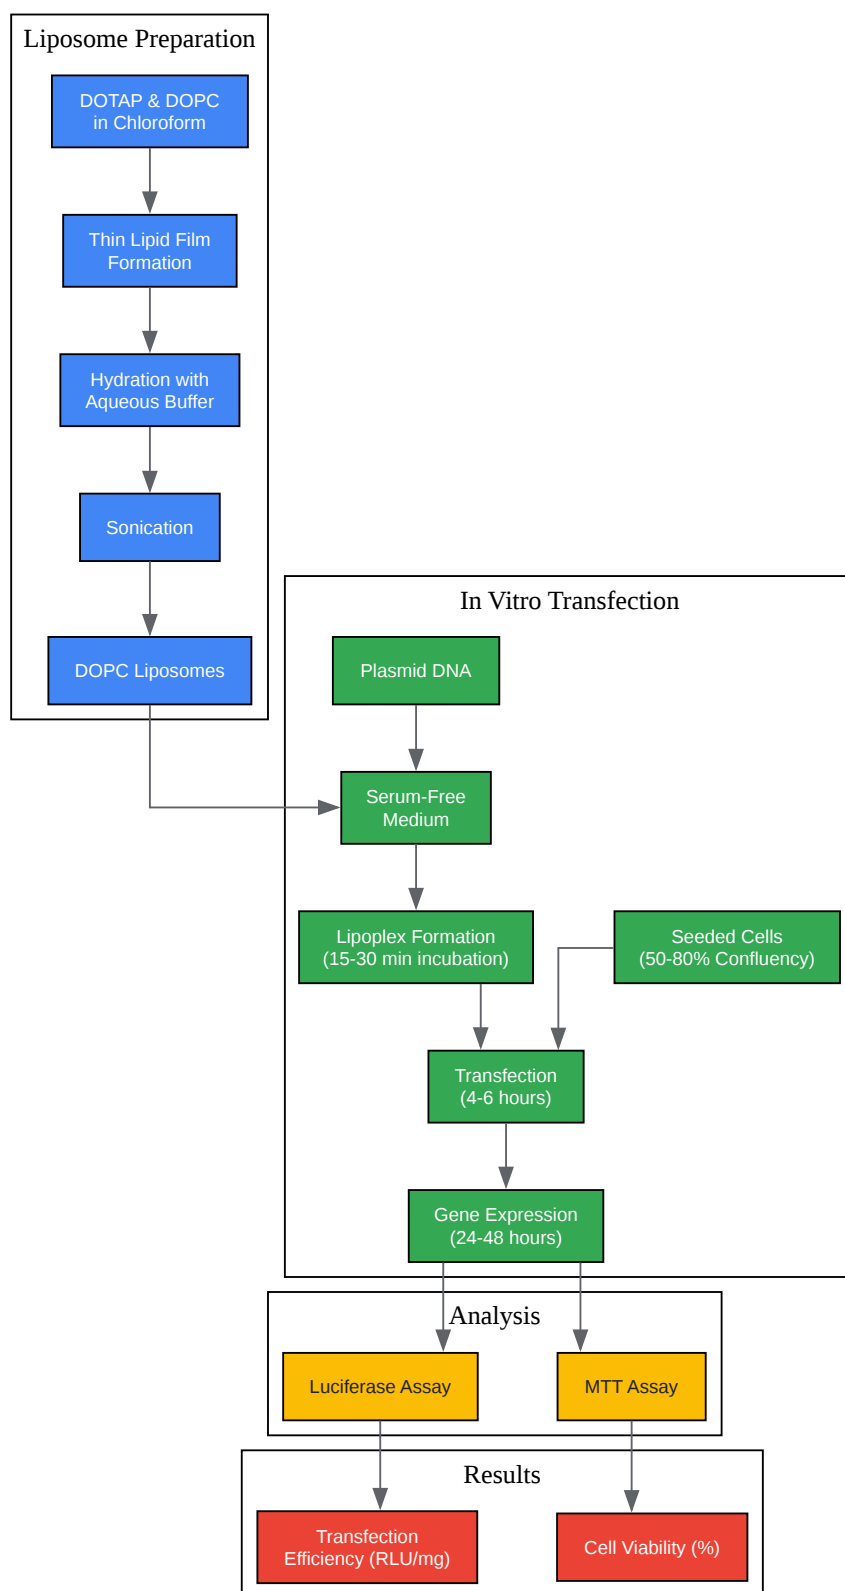 Liposome Preparation
DOTAP & DOPC
in Chloroform
Thin Lipid Film
Formation
Hydration with
Aqueous Buffer
Sonication
DOPC Liposomes
In Vitro Transfection
Plasmid DNA
Serum-Free
Medium
Lipoplex Formation
(15-30 min incubation)
Seeded Cells
(50-80% Confluency)
Transfection
(4-6 hours)
Gene Expression
(24-48 hours)
Analysis
Luciferase Assay
MTT Assay
Results
Transfection
Efficiency (RLU/mg)
Cell Viability (%)